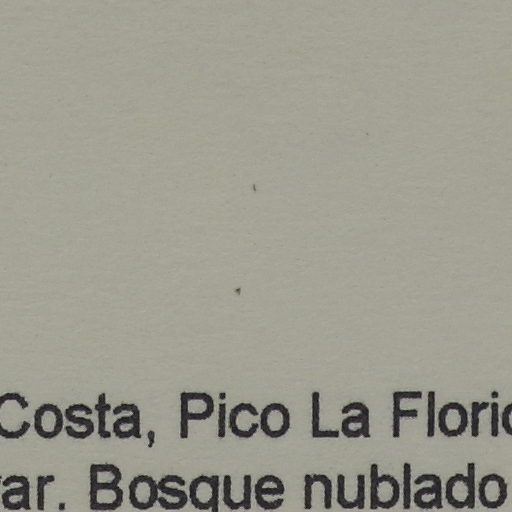 Costa, Pico La Flori
ar. Bosque nublado